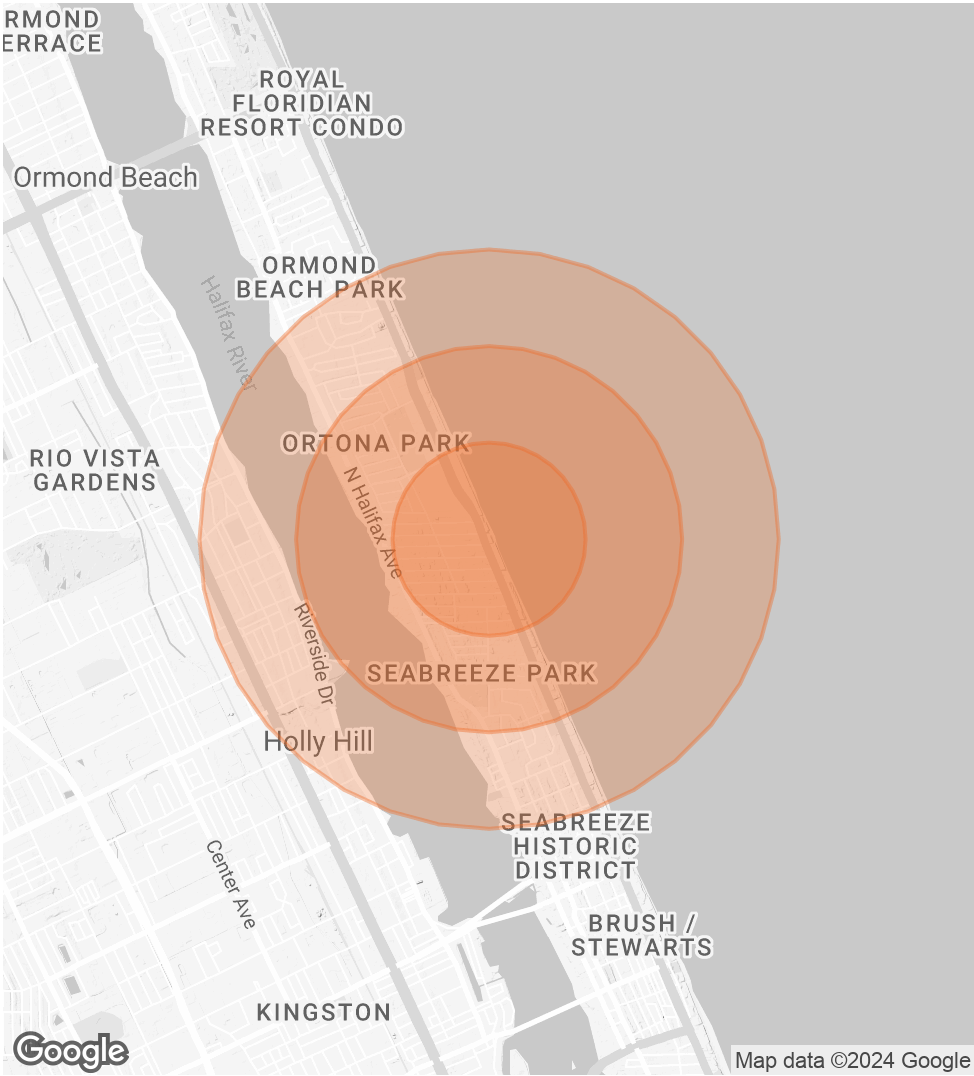 RMOND
ERRACE
ROYAL
FLORIDIAN
RESORT CONDO
Ormond Beach
ORMOND
BEACH PARK
Halifax River
ORTONA PARK
RIO VISTA
GARDENS
N Halifax Ave
Riverside Dr
SEABREEZE PARK
Holly Hill
SEABREEZE
HISTORIC
DISTRICT
Center Ave
BRUSH /
STEWARTS
KINGSTON
Google
Map data ©2024 Google